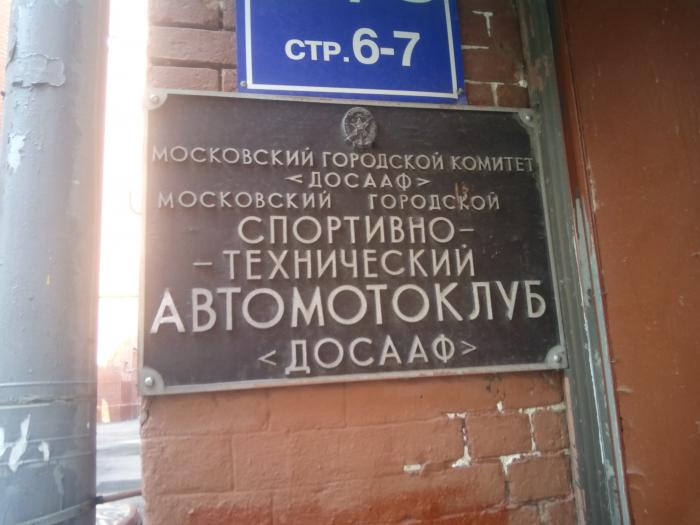 СТР.6-7
МОСКОВСКИЙ ГОРОДСКОЙ КОМИТЕТ
<ДОСААФ>
МОСКОВСКИЙ ГОРОДСКОЙ
СПОРТИВНО-
-ТЕХНИЧЕСКИЙ
АВТОМОТОКЛУБ
<ДОСААФ>